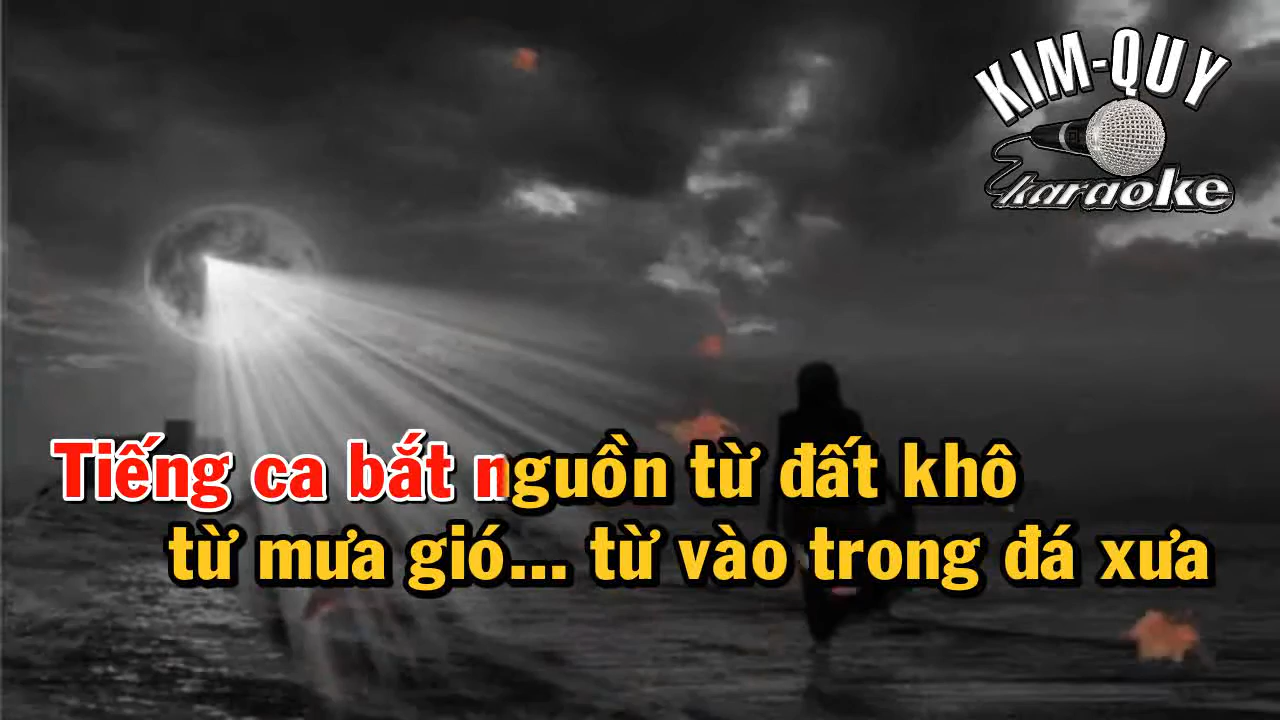 KIM-QUY
karaoke
Tiếng ca bắt nguồn từ đất khô
từ mưa gió... từ vào trong đá xưa